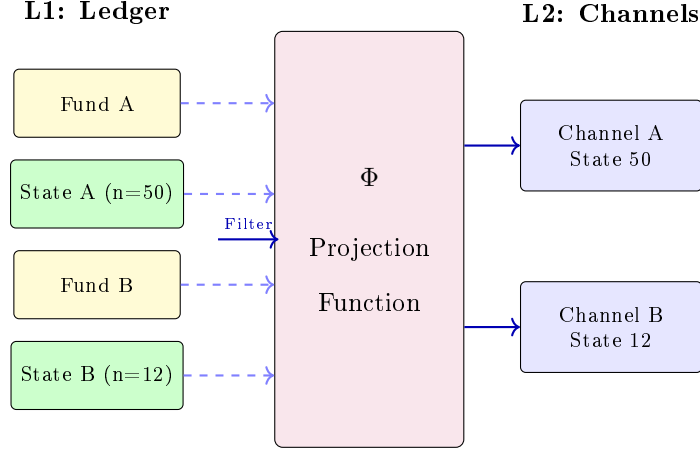 L1: Ledger
L2: Channels
Fund A
State A (n=50)
Filter
Fund B
State B (n=12)
Φ
Projection
Function
Channel A
State 50
Channel B
State 12